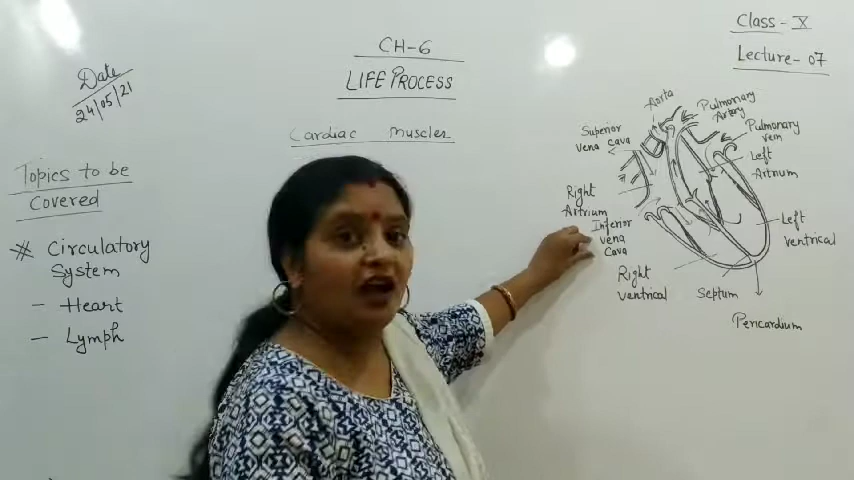 Class - X
Lecture - 07
CH-6
LIFE PROCESS
Date
24/05/21
Cardiac Muscles
Topics to be
Covered
Circulatory
System
- Heart
- Lymph
Aorta
Pulmonary
Artery
Pulmonary
vein
Superior
vena cava
Left
Artrium
Right
Artrium
Inferior
vena
Cava
Left
ventrical
Right
ventrical
Septum
Pericardium